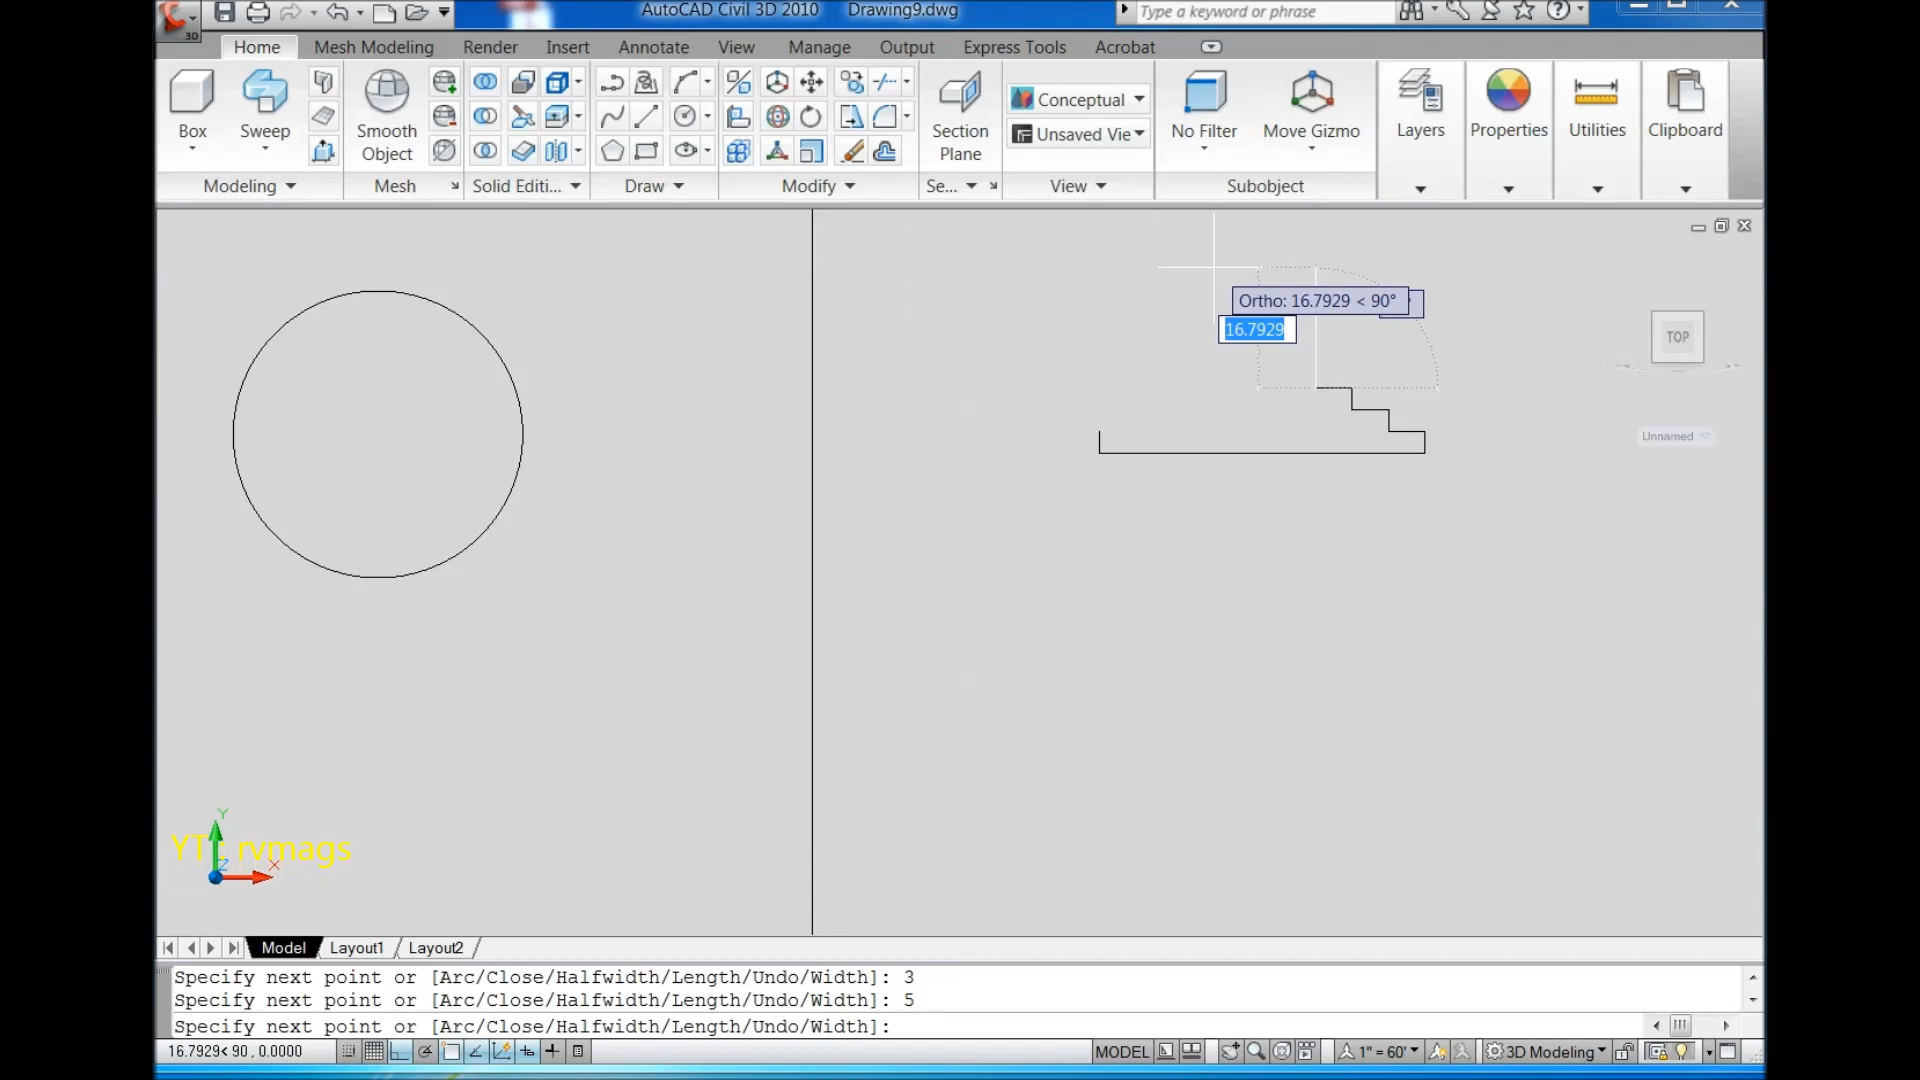 AutoCAD Civil 3D 2010 Drawing9.dwg
Type a keyword or phrase
3D
Home Mesh Modeling Render Insert Annotate View Manage Output Express Tools Acrobat
Box Sweep Smooth Object Section Plane Conceptual Unsaved Vie No Filter Move Gizmo Layers Properties Utilities Clipboard
Modeling Mesh Solid Editi... Draw Modify Se... View Subobject
Ortho: 16.7929 < 90°
16.7929
TOP
Unnamed
Y
YT: rvmags
Z
X
Model Layout1 Layout2
Specify next point or [Arc/Close/Halfwidth/Length/Undo/Width]: 3
Specify next point or [Arc/Close/Halfwidth/Length/Undo/Width]: 5
Specify next point or [Arc/Close/Halfwidth/Length/Undo/Width]:
16.7929< 90 , 0.0000 MODEL 1" = 60' 3D Modeling